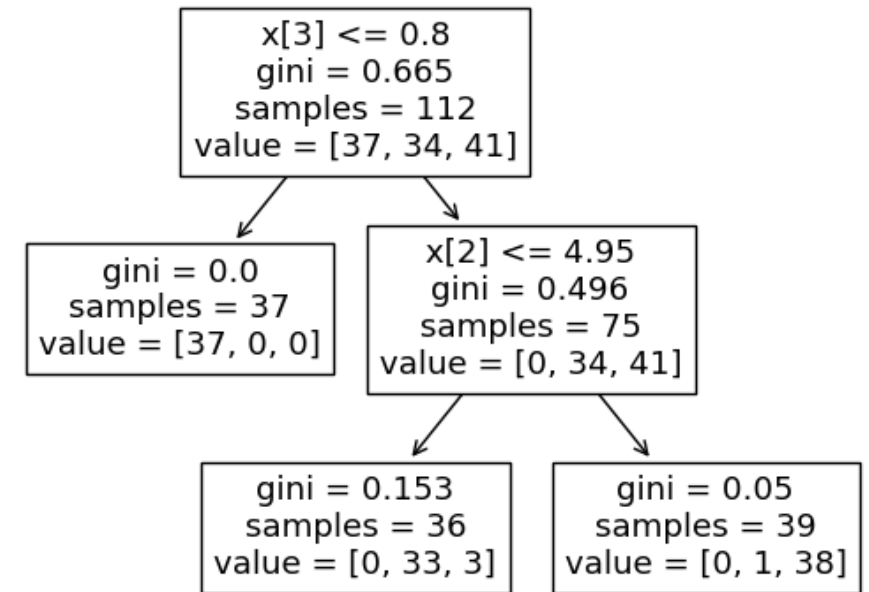 x[3] <= 0.8
gini = 0.665
samples = 112
value = [37, 34, 41]
gini = 0.0
samples = 37
value = [37, 0, 0]
x[2] <= 4.95
gini = 0.496
samples = 75
value = [0, 34, 41]
gini = 0.153
samples = 36
value = [0, 33, 3]
gini = 0.05
samples = 39
value = [0, 1, 38]